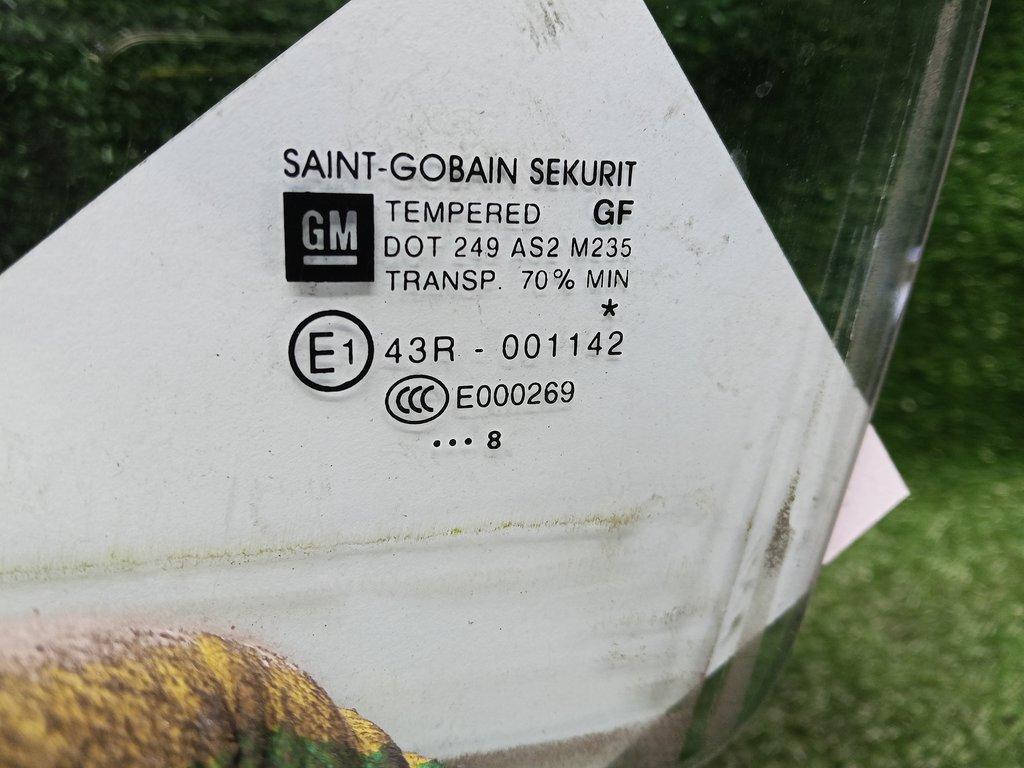 SAINT-GOBAIN SEKURIT
GM TEMPERED GF
DOT 249 AS2 M235
TRANSP. 70% MIN
*
E1 43R - 001142
CCC E000269
... 8